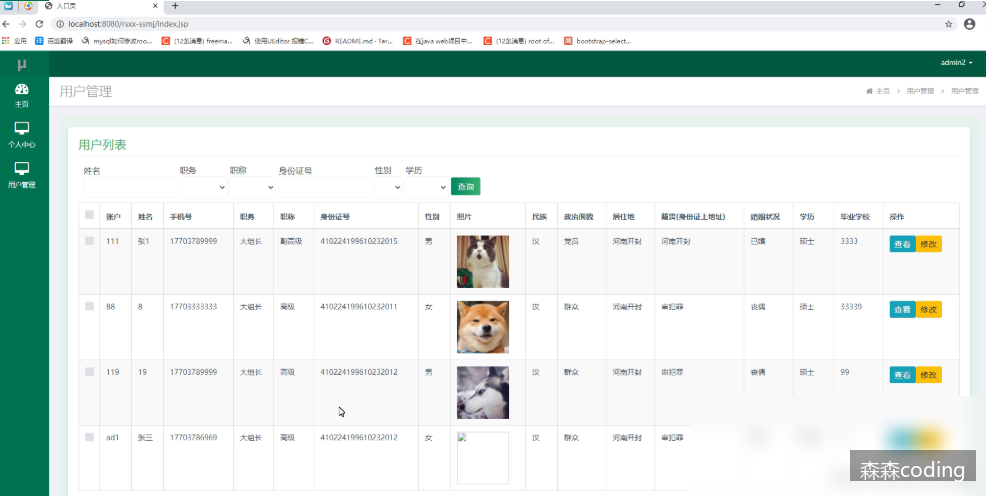 入口页
localhost:8080/rsxx-ssmj/index.jsp
应用 百度翻译 mysql如何修改roo... (12条消息) freema... 使用UEditor 报错C... README.md · Ter... 在java web项目中... (12条消息) root of... bootstrap-select...
μ admin2
主页
个人中心
用户管理
用户管理 主页 > 用户管理 > 用户管理
用户列表
姓名 职务 职称 身份证号 性别 学历
查询
账户 姓名 手机号 职务 职称 身份证号 性别 照片 民族 政治面貌 居住地 籍贯(身份证上地址) 婚姻状况 学历 毕业学校 操作
111 张1 17703789999 大组长 副高级 410224199610232015 男 汉 党员 河南开封 河南开封 已婚 硕士 3333 查看 修改
88 8 17703333333 大组长 高级 410224199610232011 女 汉 群众 河南开封 审犯罪 丧偶 硕士 33339 查看 修改
119 19 17703789999 大组长 高级 410224199610232012 男 汉 群众 河南开封 审犯罪 丧偶 硕士 99 查看 修改
ad1 张三 17703786969 大组长 高级 410224199610232012 女 汉 群众 河南开封 审犯罪
森森coding